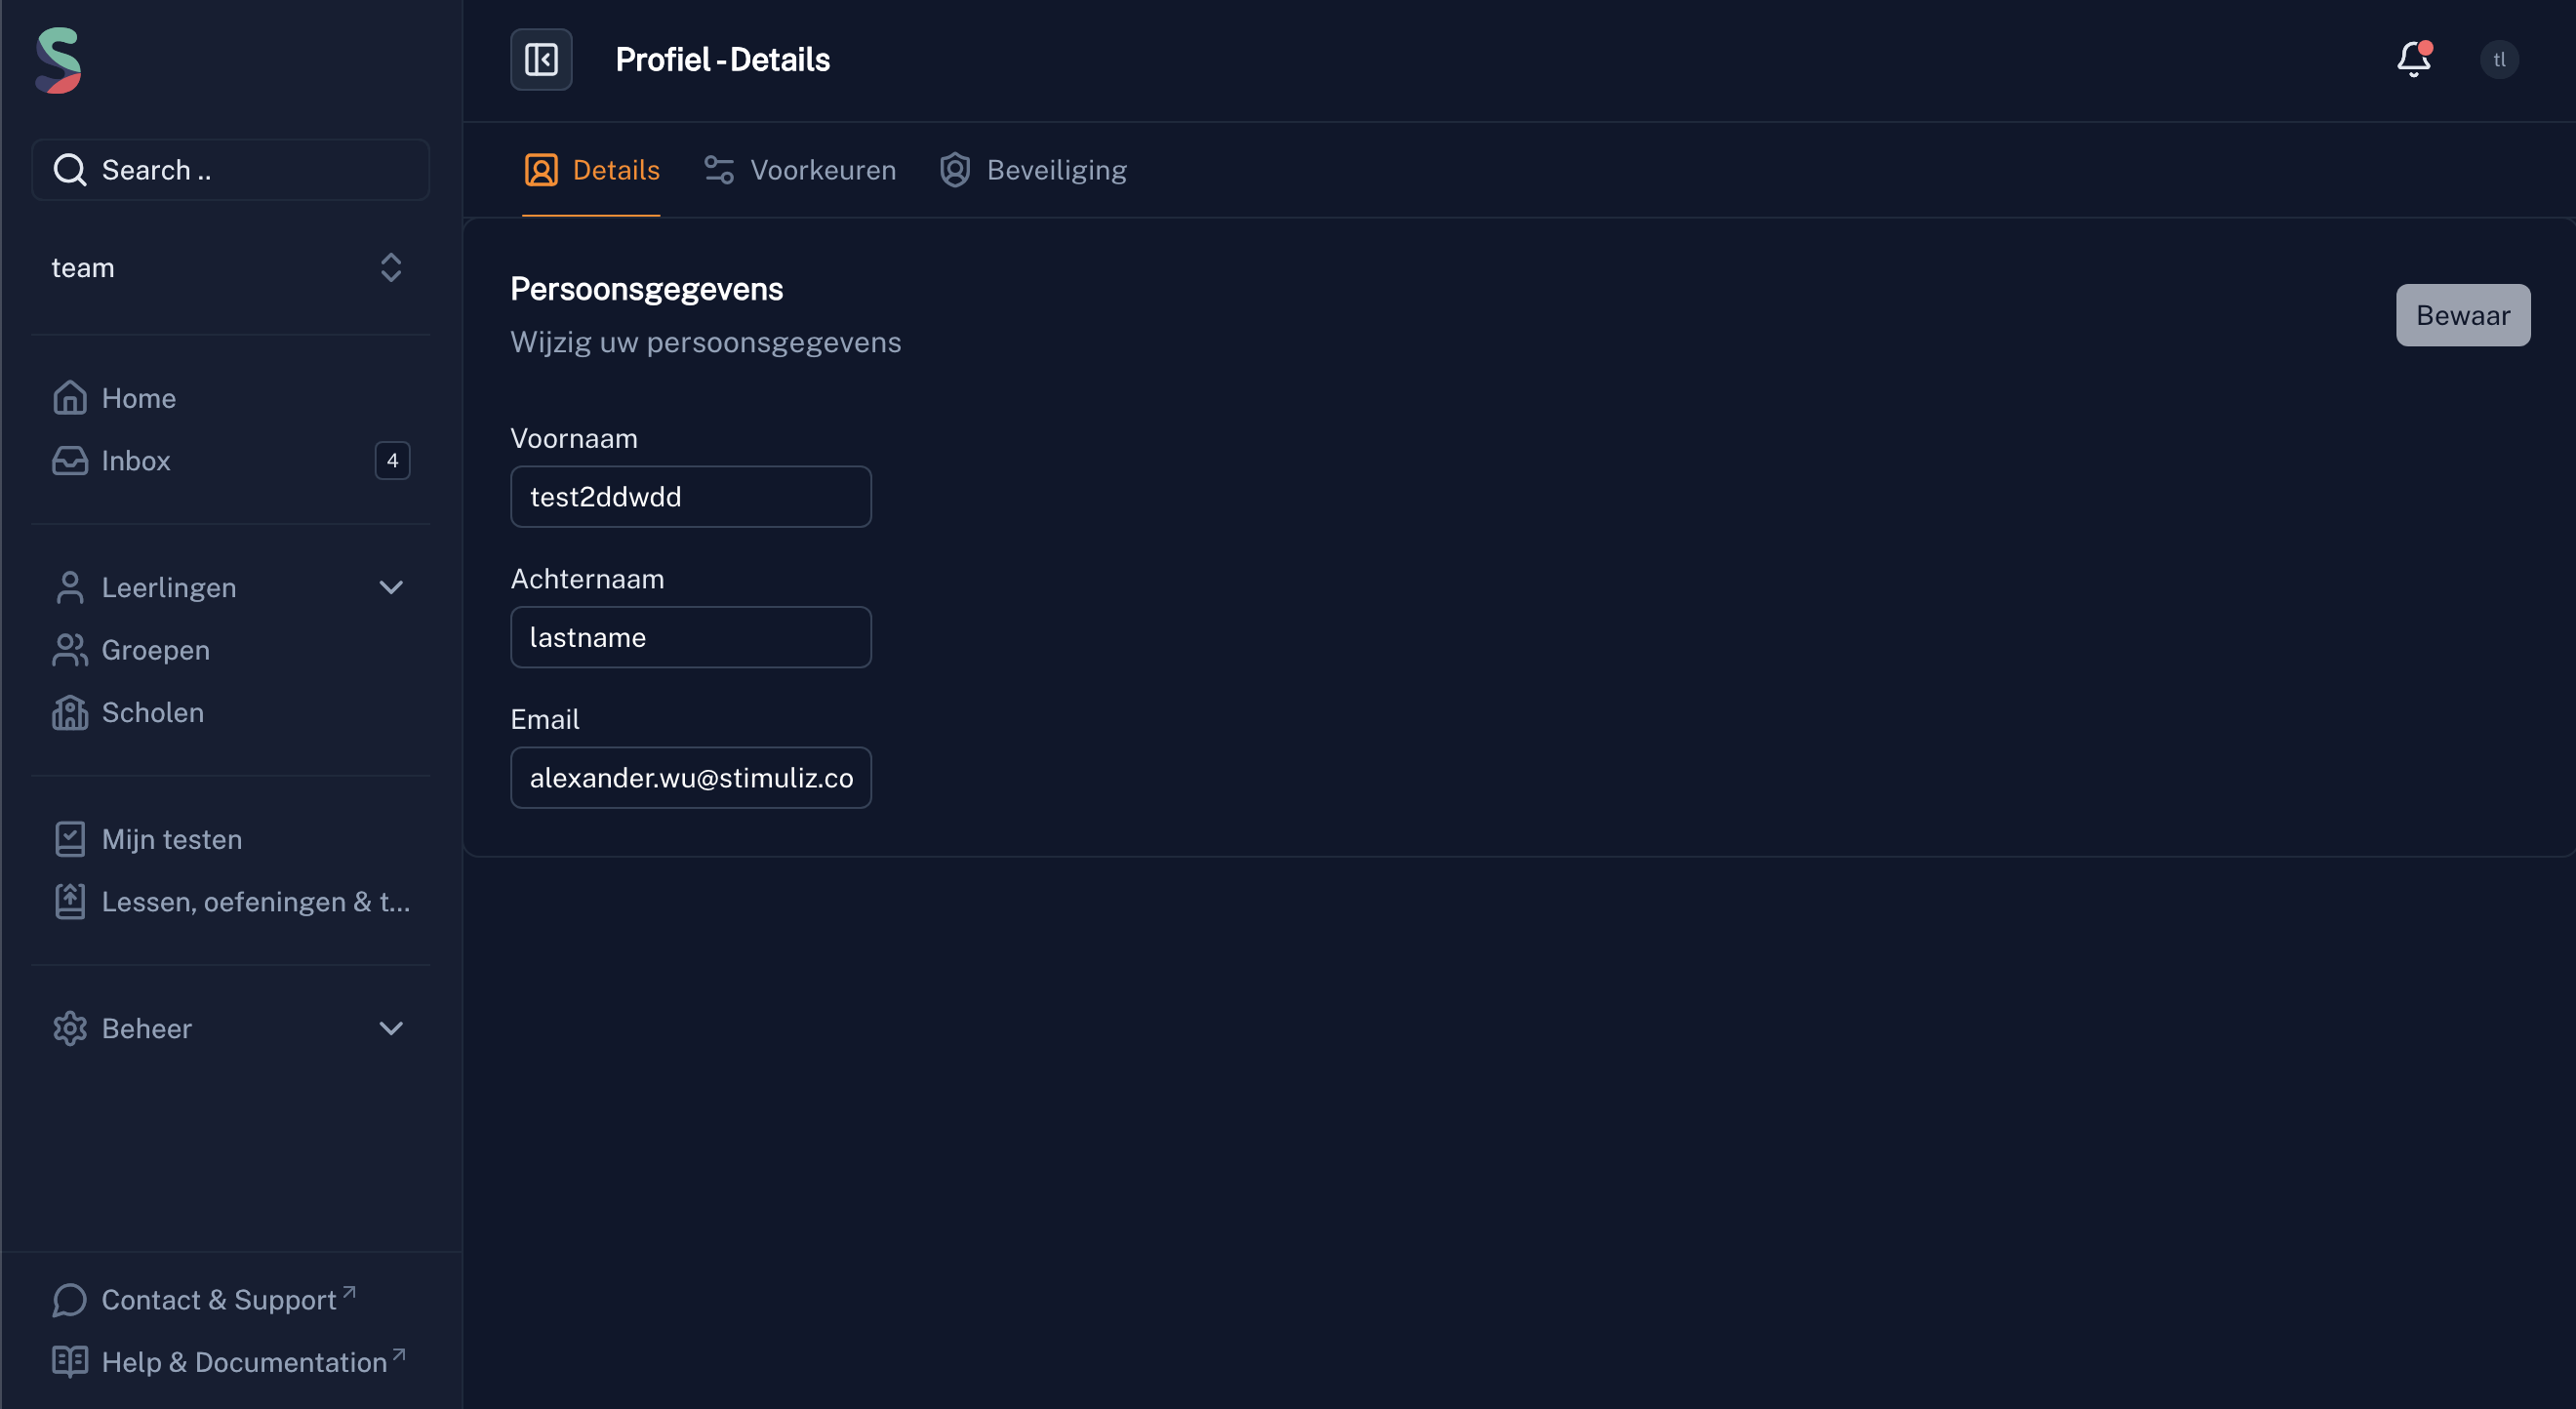 Search ..
team
Home
Inbox
4
Leerlingen
Groepen
Scholen
Mijn testen
Lessen, oefeningen & t...
Beheer
Contact & Support
Help & Documentation
Profiel - Details
tl
Details
Voorkeuren
Beveiliging
Persoonsgegevens
Wijzig uw persoonsgegevens
Bewaar
Voornaam
test2ddwdd
Achternaam
lastname
Email
alexander.wu@stimuliz.co